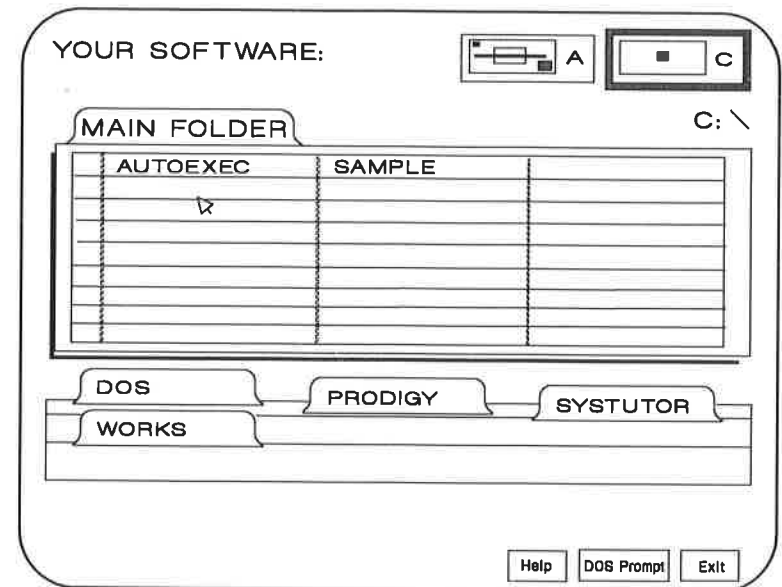 YOUR SOFTWARE:
A
C
C: \
MAIN FOLDER
AUTOEXEC SAMPLE
DOS PRODIGY SYSTUTOR
WORKS
Help DOS Prompt Exit